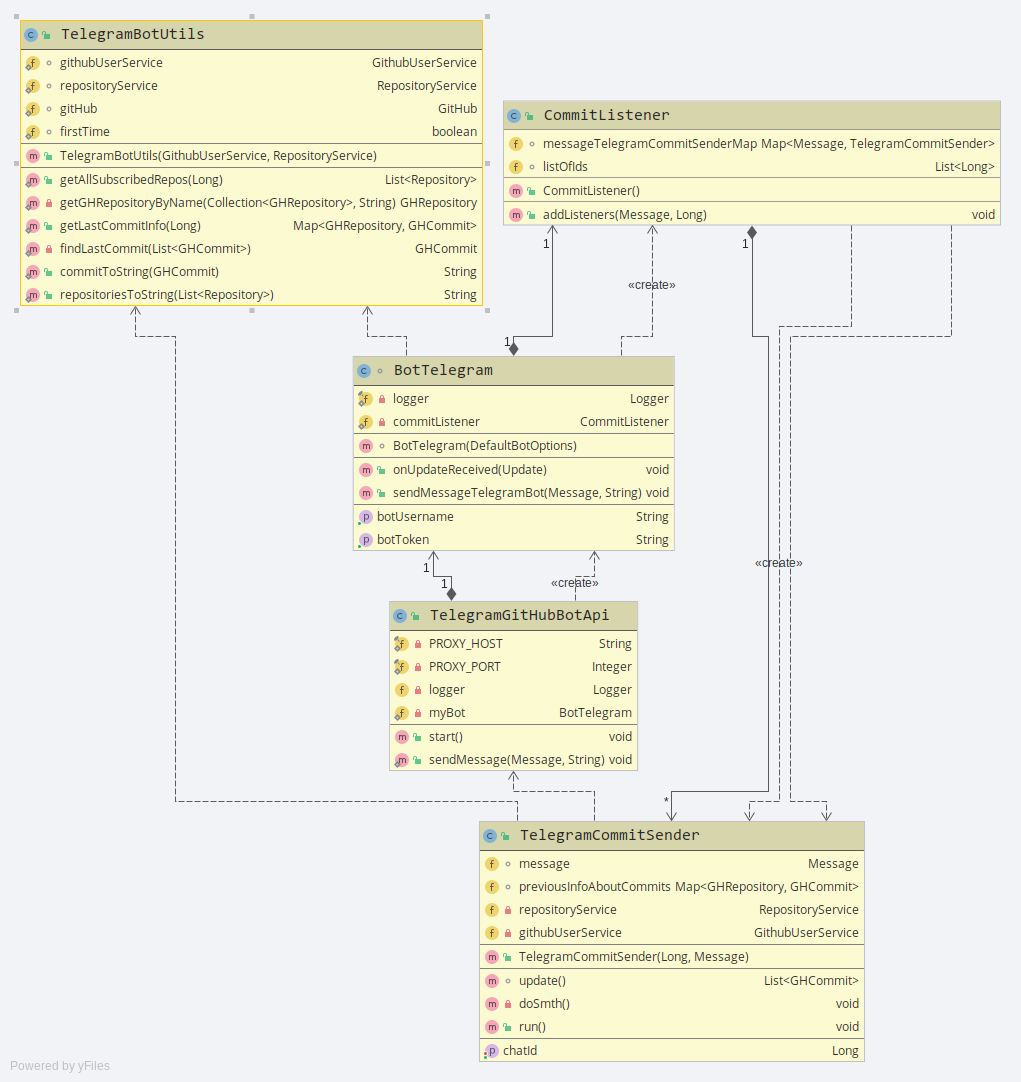 TelegramBotUtils
githubUserService GithubUserService
repositoryService RepositoryService
gitHub GitHub
firstTime boolean
TelegramBotUtils(GithubUserService, RepositoryService)
getAllSubscribedRepos(Long) List<Repository>
getGHRepositoryByName(Collection<GHRepository>, String) GHRepository
getLastCommitInfo(Long) Map<GHRepository, GHCommit>
findLastCommit(List<GHCommit>) GHCommit
commitToString(GHCommit) String
repositoriesToString(List<Repository>) String
CommitListener
messageTelegramCommitSenderMap Map<Message, TelegramCommitSender>
listOfIds List<Long>
CommitListener()
addListeners(Message, Long) void
1
1
«create»
1
BotTelegram
logger Logger
commitListener CommitListener
BotTelegram(DefaultBotOptions)
onUpdateReceived(Update) void
sendMessageTelegramBot(Message, String) void
botUsername String
botToken String
1
1
«create»
«create»
TelegramGitHubBotApi
PROXY_HOST String
PROXY_PORT Integer
logger Logger
myBot BotTelegram
start() void
sendMessage(Message, String) void
*
TelegramCommitSender
message Message
previousInfoAboutCommits Map<GHRepository, GHCommit>
repositoryService RepositoryService
githubUserService GithubUserService
TelegramCommitSender(Long, Message)
update() List<GHCommit>
doSmth() void
run() void
chatId Long
Powered by yFiles